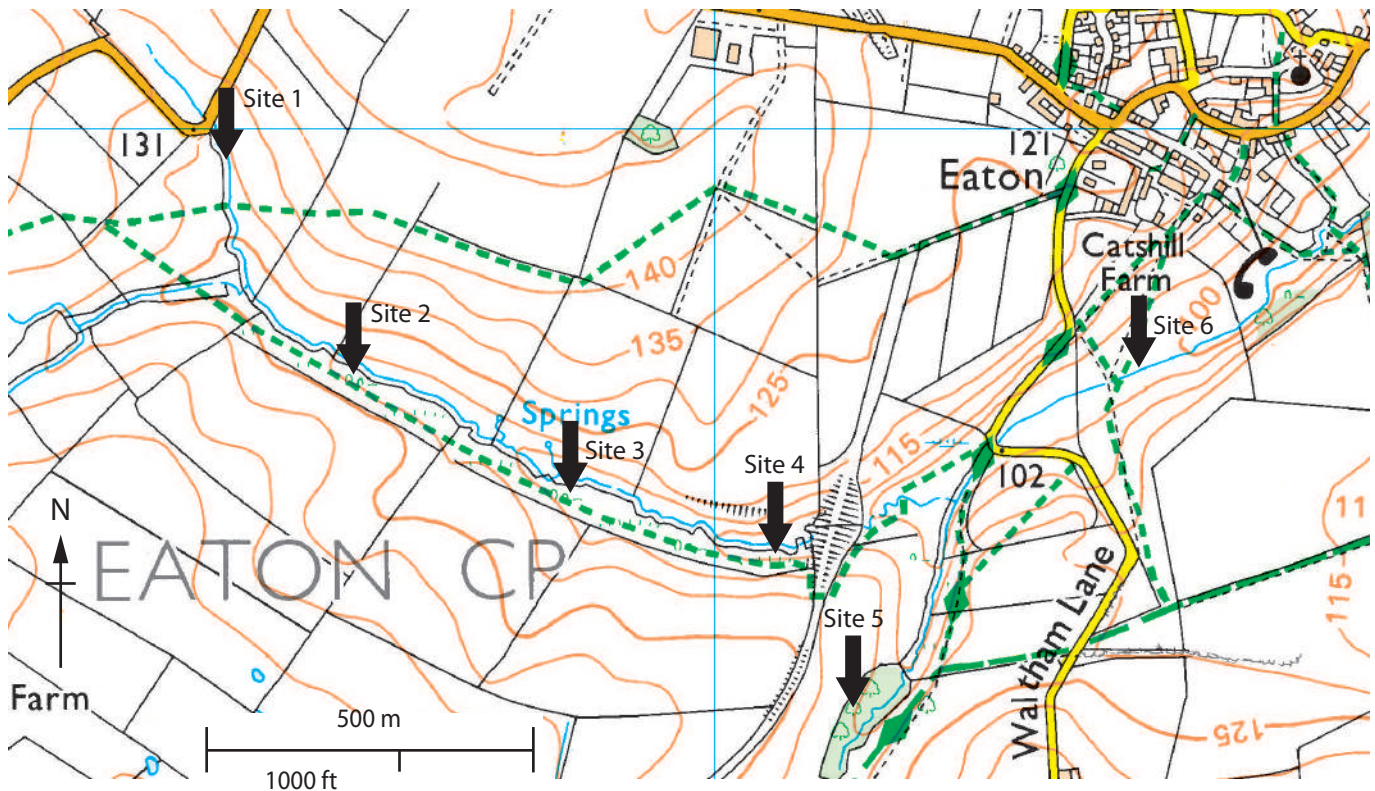 Site 1
131
121
Eaton
140
Catshill
Farm
Site 2
135
100
Site 6
125
Springs
Site 3
115
Site 4
102
N
EATON CP
11
115
Site 5
Waltham Lane
Farm
500 m
125
1000 ft